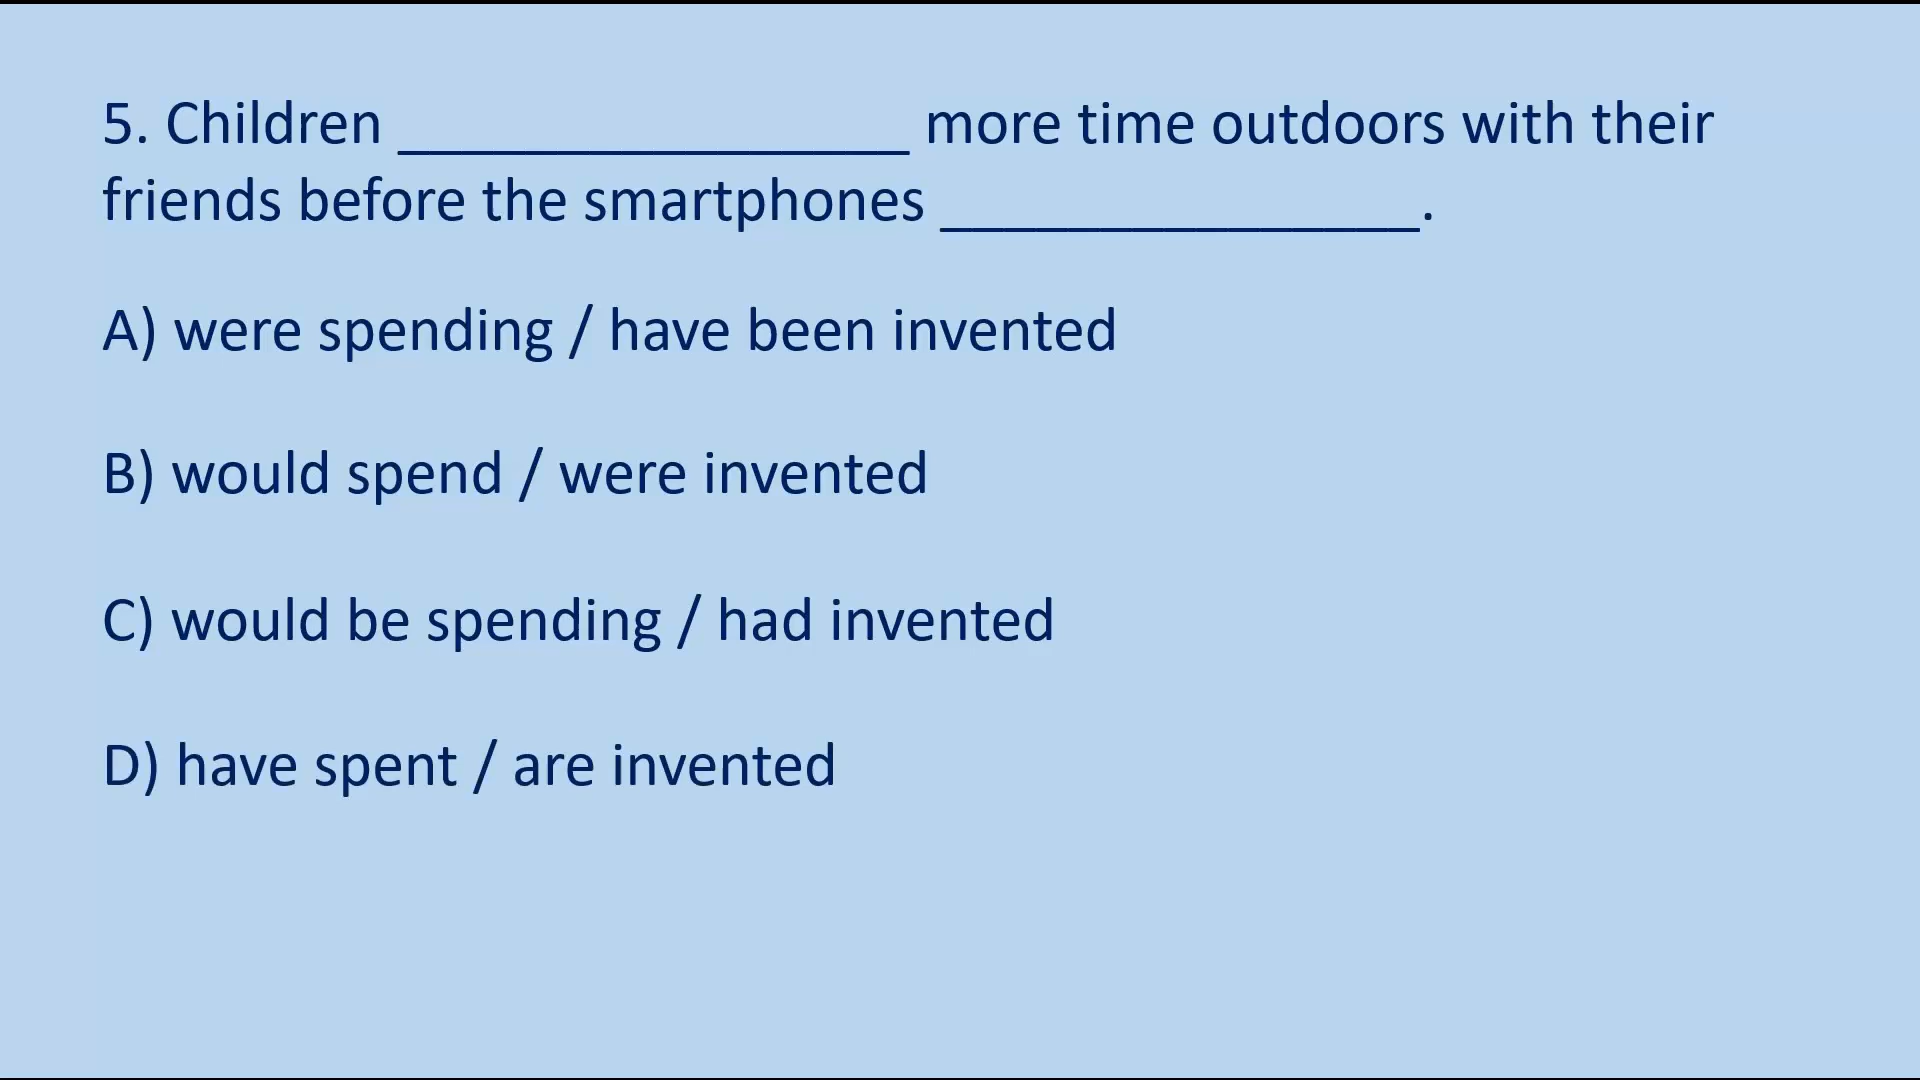 5. Children ________________ more time outdoors with their
friends before the smartphones _______________.
A) were spending / have been invented
B) would spend / were invented
C) would be spending / had invented
D) have spent / are invented